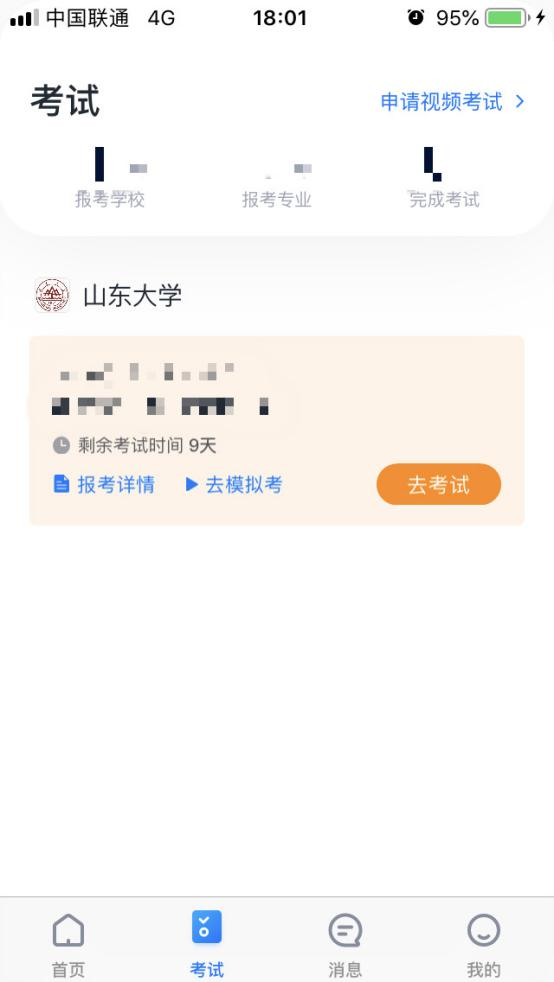 中国联通 4G 18:01 95%
考试 申请视频考试
报考学校 报考专业 完成考试
山东大学
剩余考试时间 9天
报考详情 去模拟考 去考试
首页 考试 消息 我的